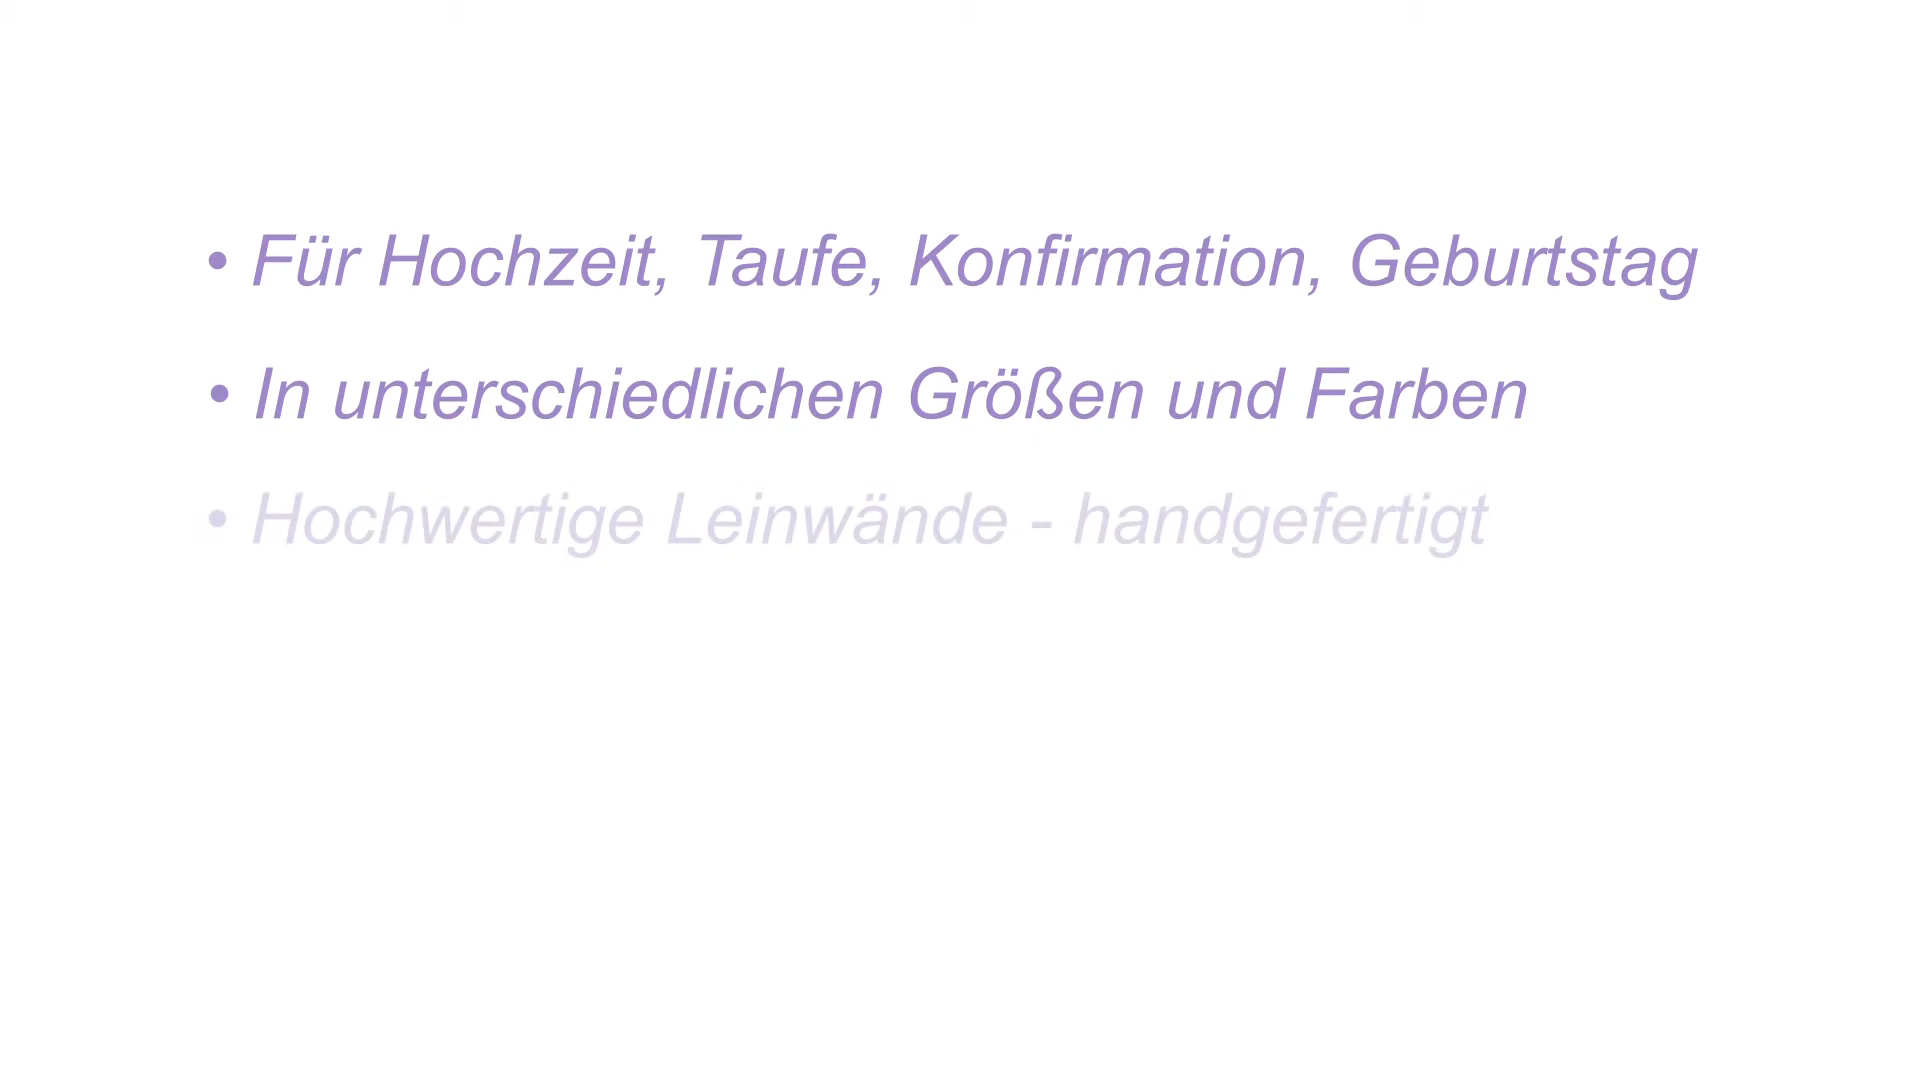 • Für Hochzeit, Taufe, Konfirmation, Geburtstag
• In unterschiedlichen Größen und Farben
• Hochwertige Leinwände - handgefertigt